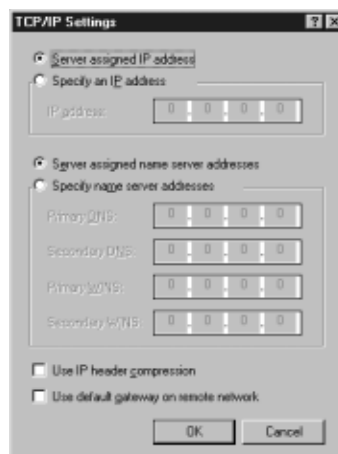 TCP/IP Settings
Server assigned IP address
Specify an IP address
IP address:
0 . 0 . 0 . 0
Server assigned name server addresses
Specify name server addresses
Primary DNS:
0 . 0 . 0 . 0
Secondary DNS:
0 . 0 . 0 . 0
Primary WINS:
0 . 0 . 0 . 0
Secondary WINS:
0 . 0 . 0 . 0
Use IP header compression
Use default gateway on remote network
OK
Cancel